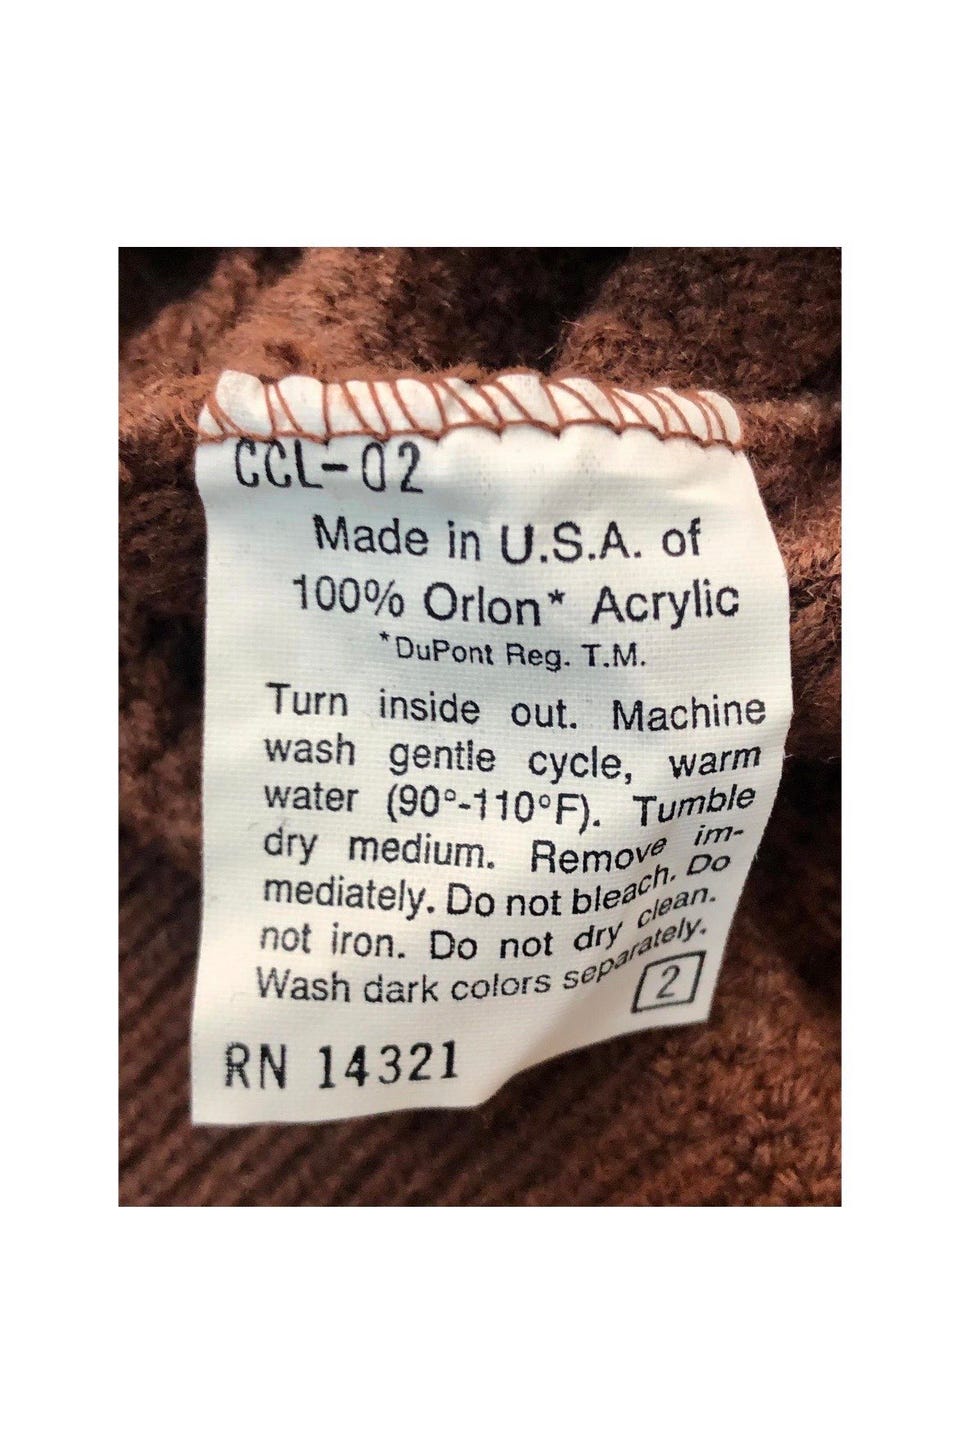 CCL-02
Made in U.S.A. of
100% Orlon* Acrylic
*DuPont Reg. T.M.
Turn inside out. Machine
wash gentle cycle, warm
water (90°-110°F). Tumble
dry medium. Remove im-
mediately. Do not bleach. Do
not iron. Do not dry clean.
Wash dark colors separately.
2
RN 14321